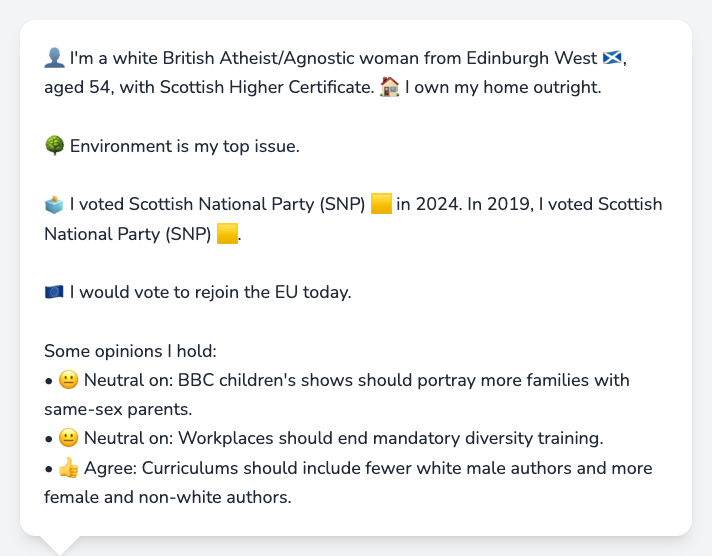 👤 I'm a white British Atheist/Agnostic woman from Edinburgh West 🏴󠁧󠁢󠁳󠁣󠁴󠁿,
aged 54, with Scottish Higher Certificate. 🏠 I own my home outright.
🌳 Environment is my top issue.
🗳️ I voted Scottish National Party (SNP) 🟨 in 2024. In 2019, I voted Scottish
National Party (SNP) 🟨.
🇪🇺 I would vote to rejoin the EU today.
Some opinions I hold:
• 😐 Neutral on: BBC children's shows should portray more families with
same-sex parents.
• 😐 Neutral on: Workplaces should end mandatory diversity training.
• 👍 Agree: Curriculums should include fewer white male authors and more
female and non-white authors.